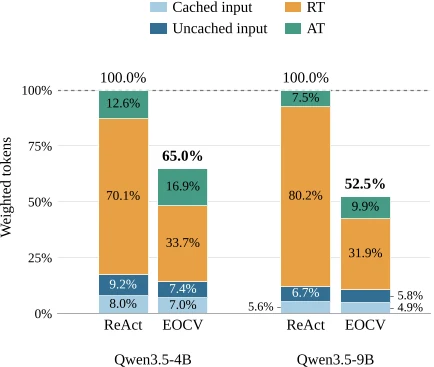 Cached input
RT
Uncached input
AT
Weighted tokens
100%
75%
50%
25%
0%
100.0%
12.6%
70.1%
9.2%
8.0%
65.0%
16.9%
33.7%
7.4%
7.0%
100.0%
7.5%
80.2%
6.7%
5.6%
52.5%
9.9%
31.9%
5.8%
4.9%
ReAct
EOCV
ReAct
EOCV
Qwen3.5-4B
Qwen3.5-9B